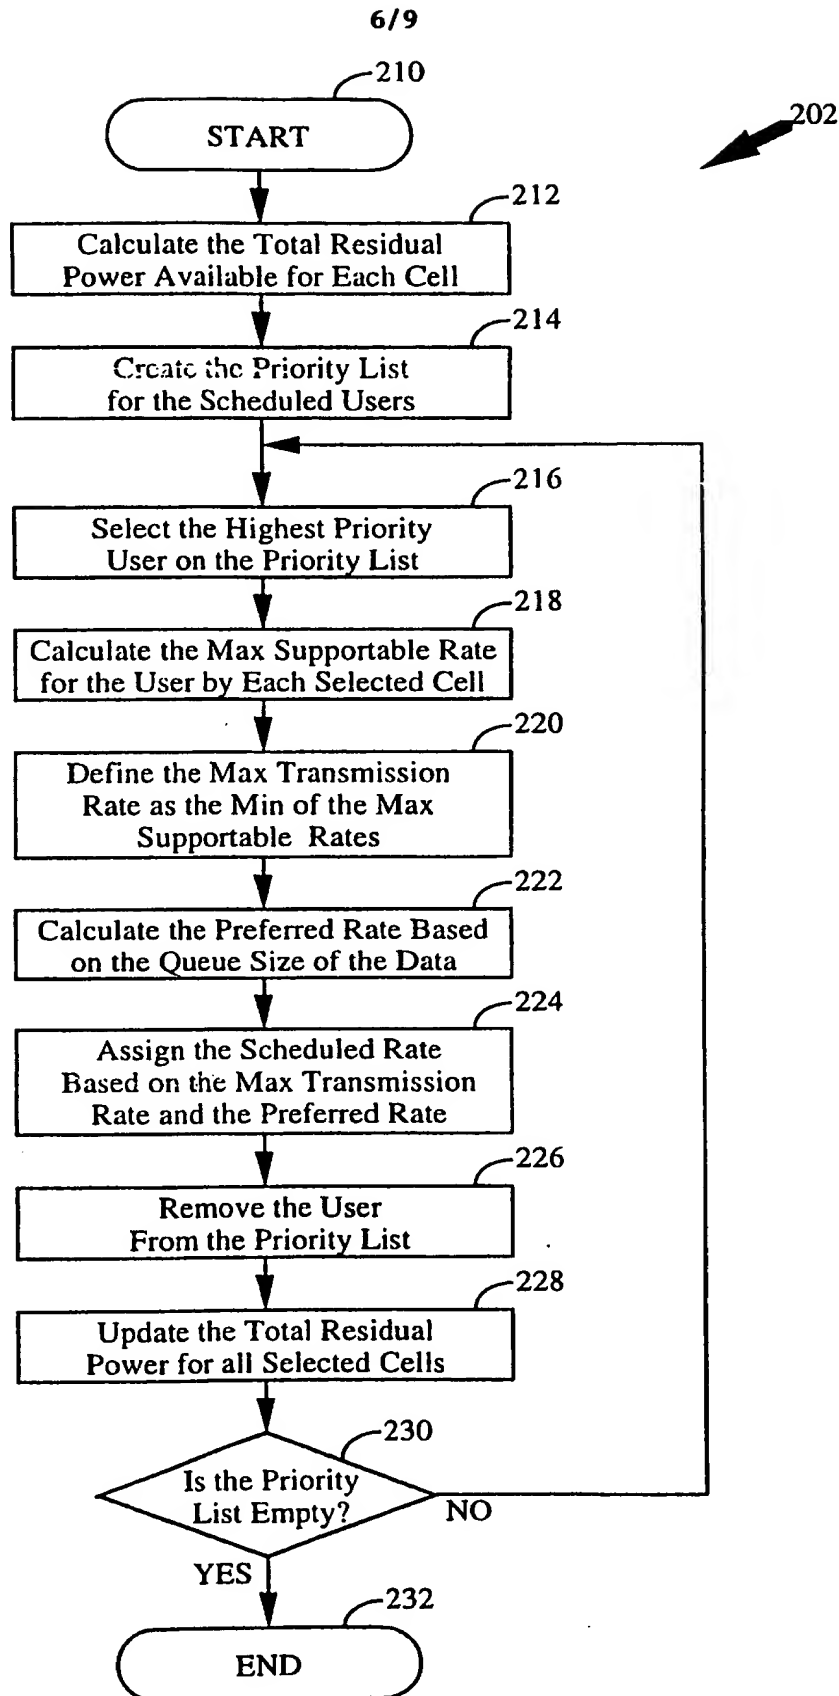 6/9
210
START
202
212
Calculate the Total Residual
Power Available for Each Cell
214
Create the Priority List
for the Scheduled Users
216
Select the Highest Priority
User on the Priority List
218
Calculate the Max Supportable Rate
for the User by Each Selected Cell
220
Define the Max Transmission
Rate as the Min of the Max
Supportable Rates
222
Calculate the Preferred Rate Based
on the Queue Size of the Data
224
Assign the Scheduled Rate
Based on the Max Transmission
Rate and the Preferred Rate
226
Remove the User
From the Priority List
228
Update the Total Residual
Power for all Selected Cells
230
Is the Priority
List Empty?
NO
YES
232
END